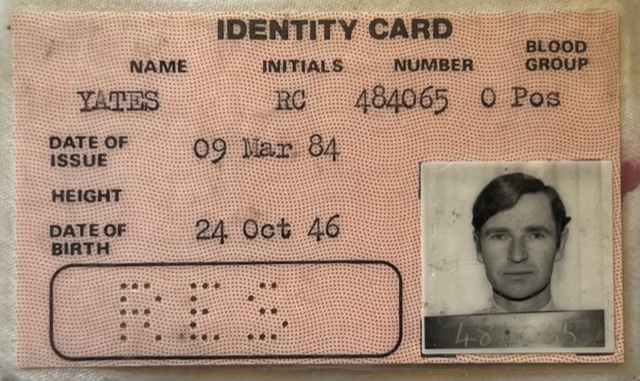 IDENTITY CARD
NAME INITIALS NUMBER BLOOD GROUP
YATES RC 484065 O Pos
DATE OF ISSUE 09 Mar 84
HEIGHT
DATE OF BIRTH 24 Oct 46
RES